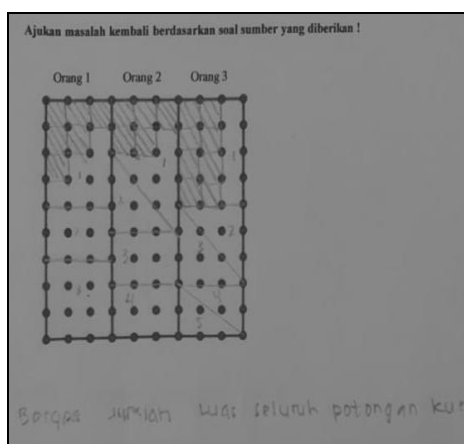 Ajukan masalah kembali berdasarkan soal sumber yang diberikan !
Orang 1 Orang 2 Orang 3
Berapa jumlah luas seluruh potongan kue